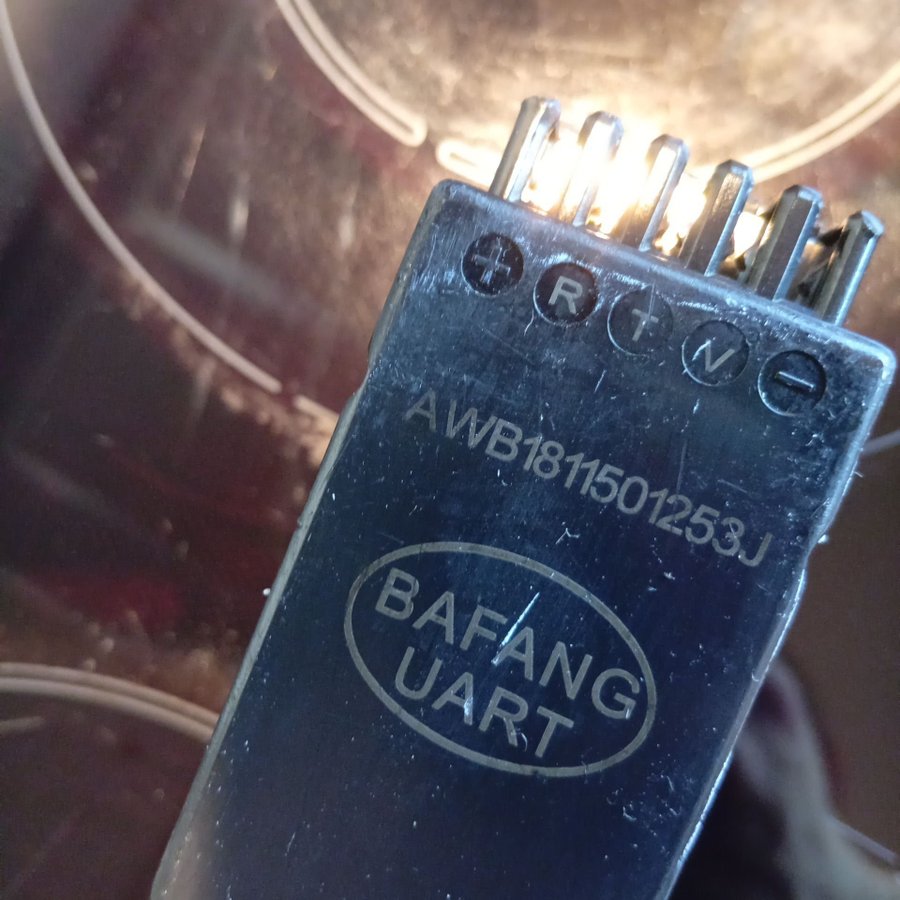 + R T V −
AWB1811501253J
BAFANG
UART